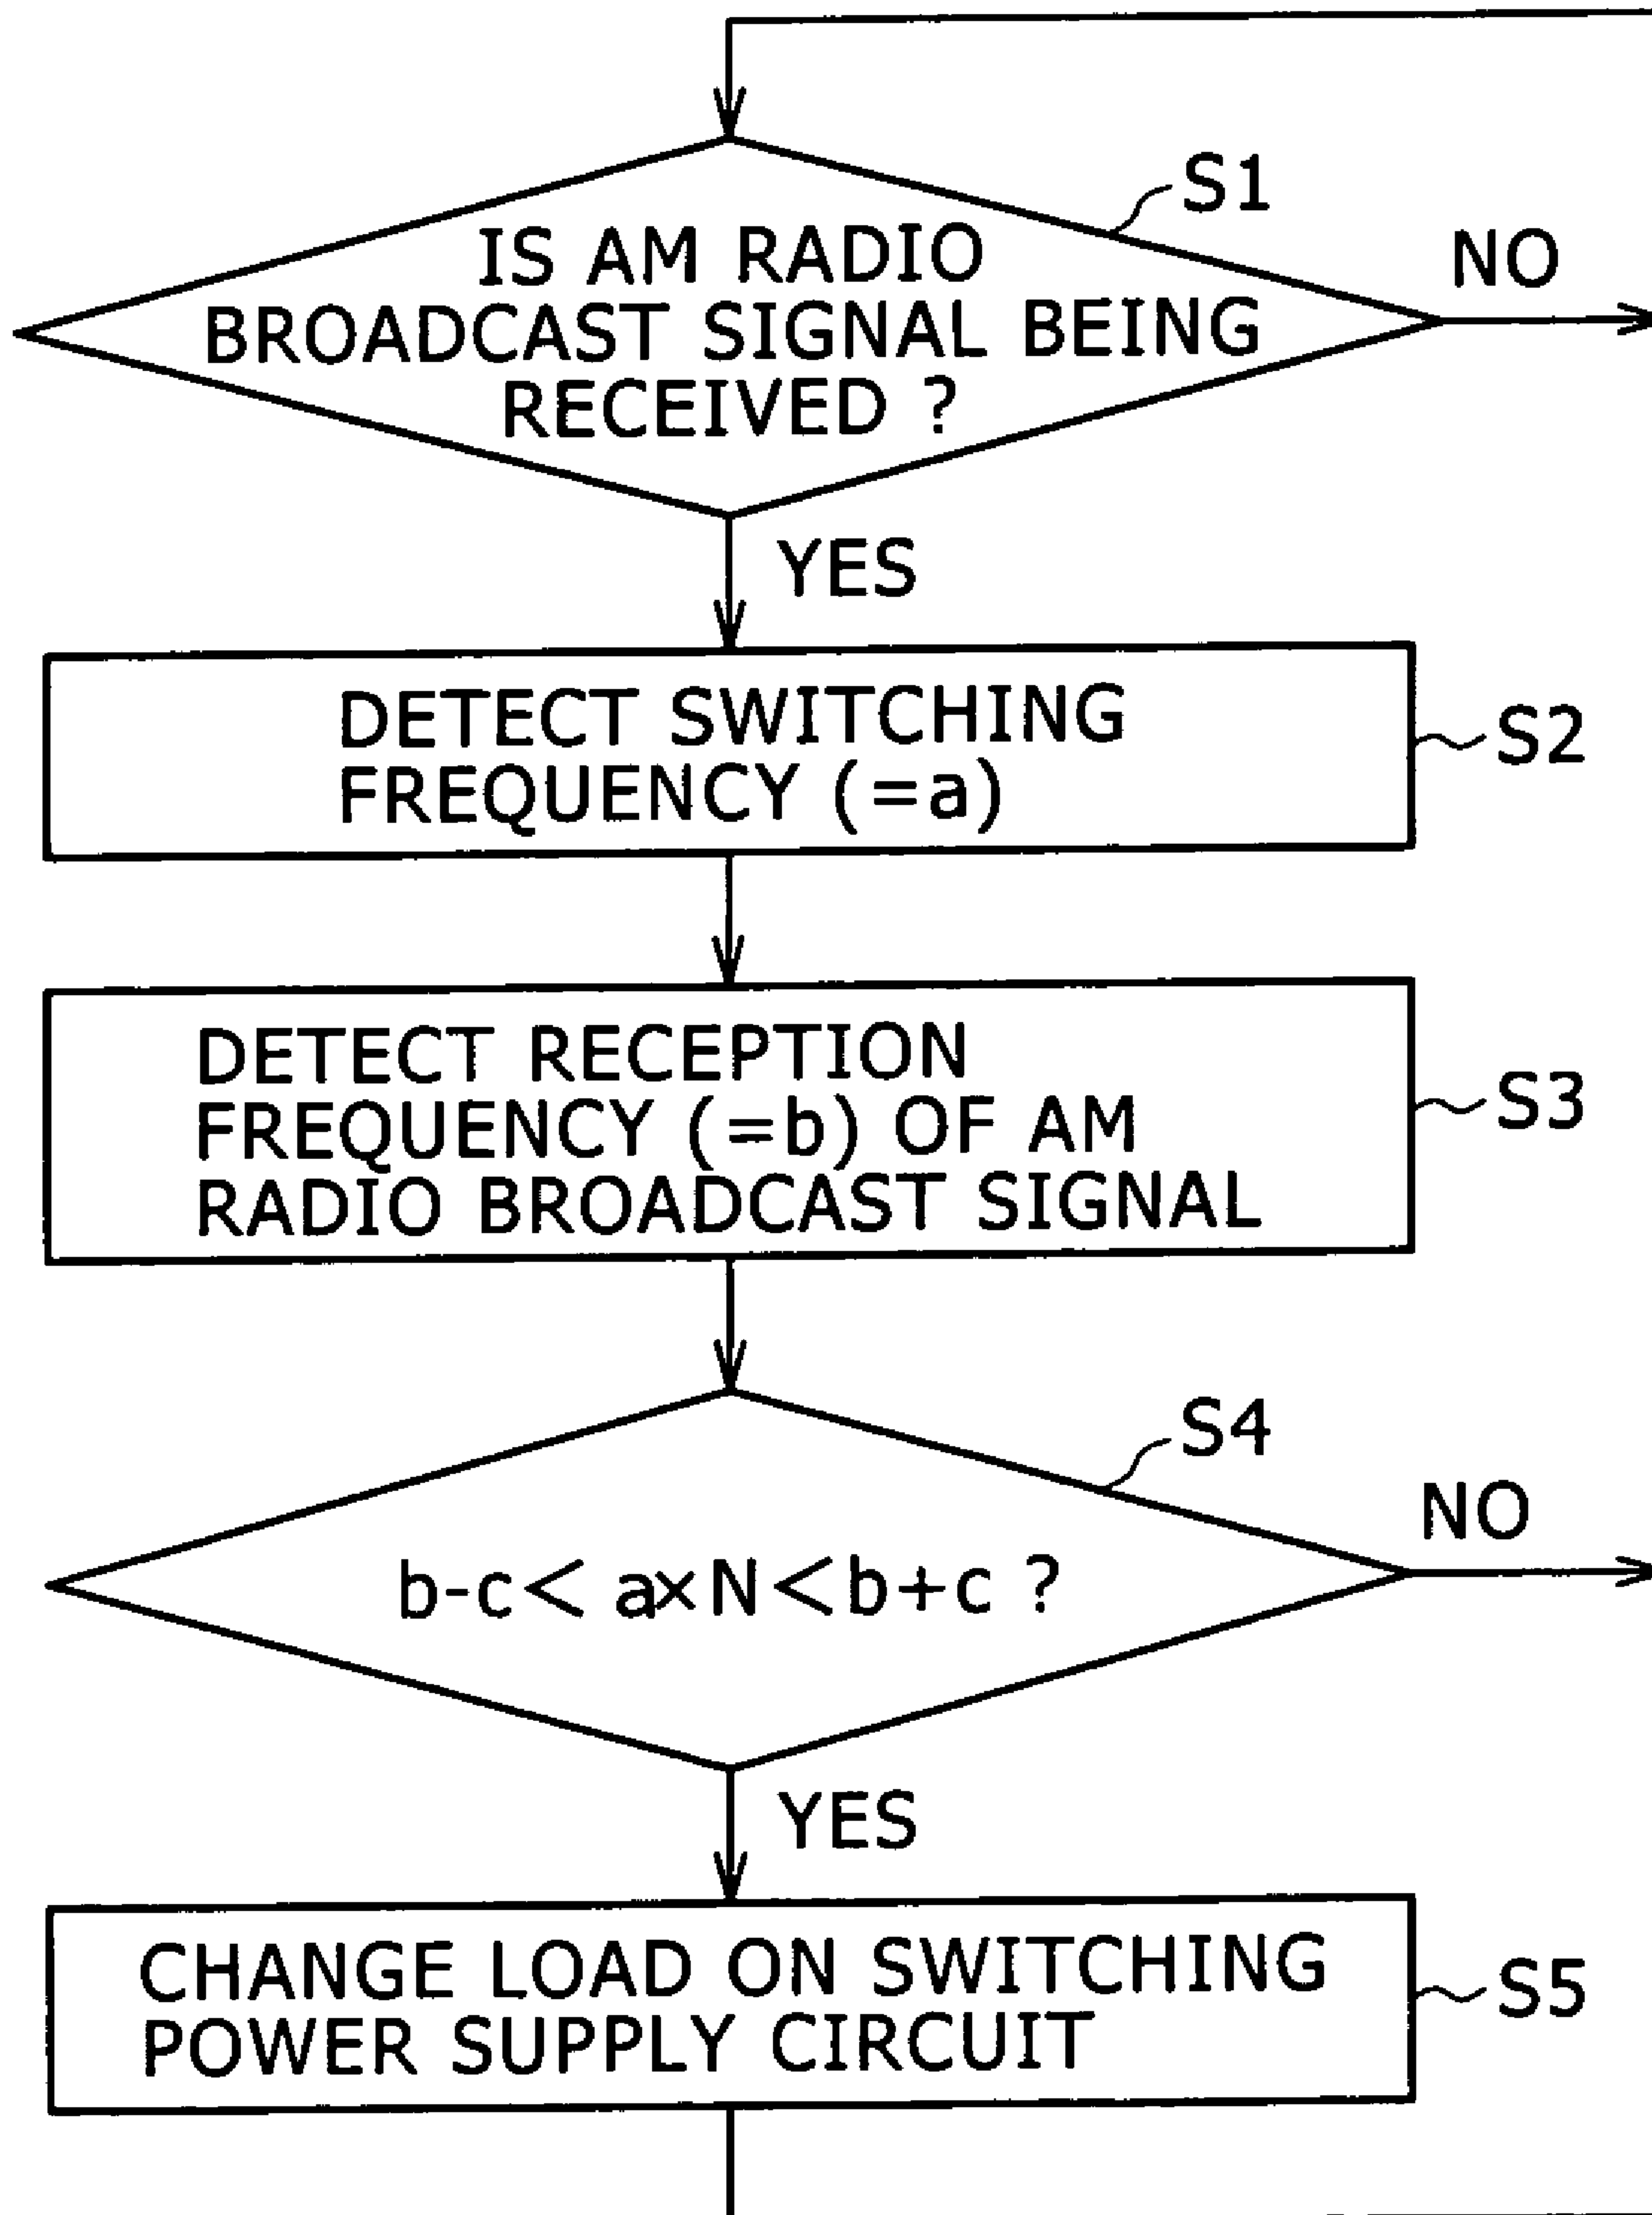 S1
IS AM RADIO
BROADCAST SIGNAL BEING
RECEIVED ?
NO
YES
DETECT SWITCHING
FREQUENCY (=a)
S2
DETECT RECEPTION
FREQUENCY (=b) OF AM
RADIO BROADCAST SIGNAL
S3
S4
b-c< a×N<b+c ?
NO
YES
CHANGE LOAD ON SWITCHING
POWER SUPPLY CIRCUIT
S5